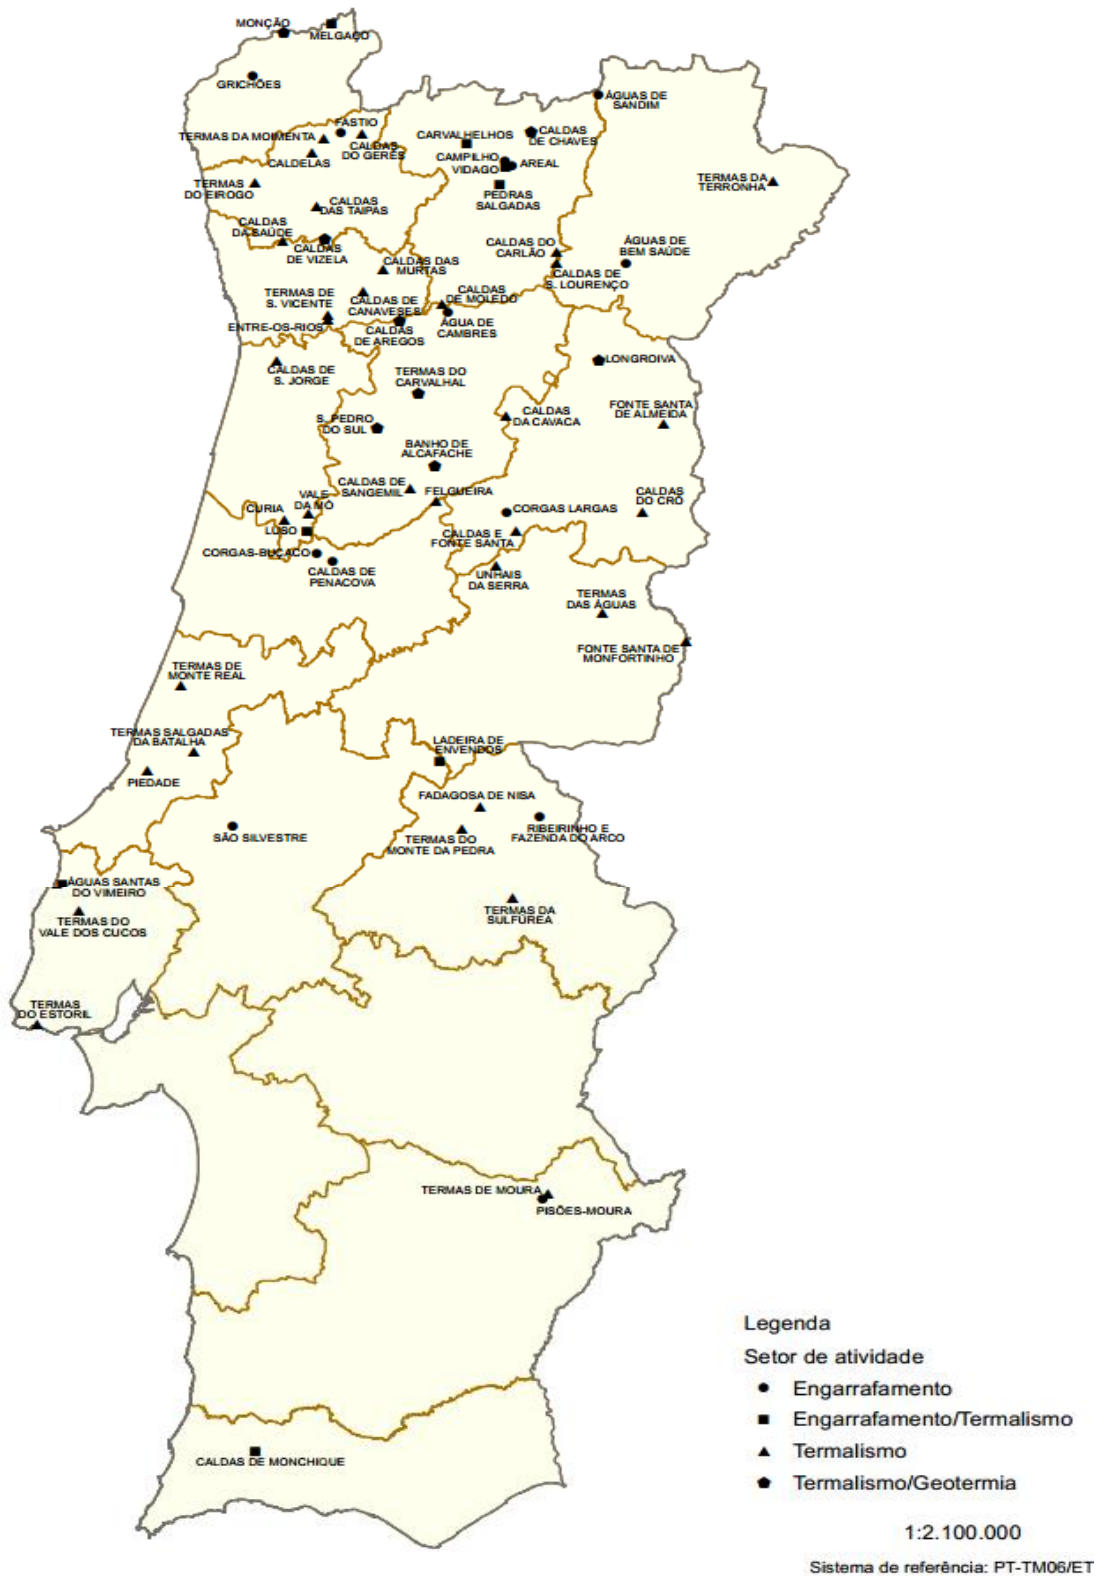 MONÇÃO
MELGAÇO
GRICHÕES
ÁGUAS DE
SANDIM
FASTIO
TERMAS DA MOIMENTA
CALDAS
DO GERÊS
CALDELAS
CARVALHELHOS
CALDAS
DE CHAVES
CAMPILHO
VIDAGO
AREAL
PEDRAS
SALGADAS
TERMAS DA
TERRONHA
TERMAS
DO EIROGO
CALDAS
DAS TAIPAS
CALDAS
DA SAÚDE
CALDAS
DE VIZELA
CALDAS DAS
MURTAS
CALDAS DO
CARLÃO
ÁGUAS DE
BEM SAÚDE
CALDAS DE
S. LOURENÇO
TERMAS DE
S. VICENTE
CALDAS DE
CANAVESES
CALDAS
DE MOLEDO
ENTRE-OS-RIOS
CALDAS
DE AREGOS
ÁGUA DE
CAMBRES
CALDAS DE
S. JORGE
TERMAS DO
CARVALHAL
LONGROIVA
FONTE SANTA
DE ALMEIDA
S. PEDRO
DO SUL
CALDAS
DA CAVACA
BANHO DE
ALCAFACHE
CALDAS DE
SANGEMIL
FELGUEIRA
CALDAS
DO CRÓ
VALE
DA MÓ
CURIA
LUSO
CORGAS LARGAS
CALDAS E
FONTE SANTA
CORGAS-BUÇACO
CALDAS DE
PENACOVA
UNHAIS
DA SERRA
TERMAS
DAS ÁGUAS
FONTE SANTA DE
MONFORTINHO
TERMAS DE
MONTE REAL
TERMAS SALGADAS
DA BATALHA
PIEDADE
LADEIRA DE
ENVENDOS
FADAGOSA DE NISA
SÃO SILVESTRE
TERMAS DO
MONTE DA PEDRA
RIBEIRINHO E
FAZENDA DO ARCO
ÁGUAS SANTAS
DO VIMEIRO
TERMAS DO
VALE DOS CUCOS
TERMAS DA
SULFÚREA
TERMAS
DO ESTORIL
TERMAS DE MOURA
PISÕES-MOURA
CALDAS DE MONCHIQUE
Legenda
Setor de atividade
Engarrafamento
Engarrafamento/Termalismo
Termalismo
Termalismo/Geotermia
1:2.100.000
Sistema de referência: PT-TM06/ET